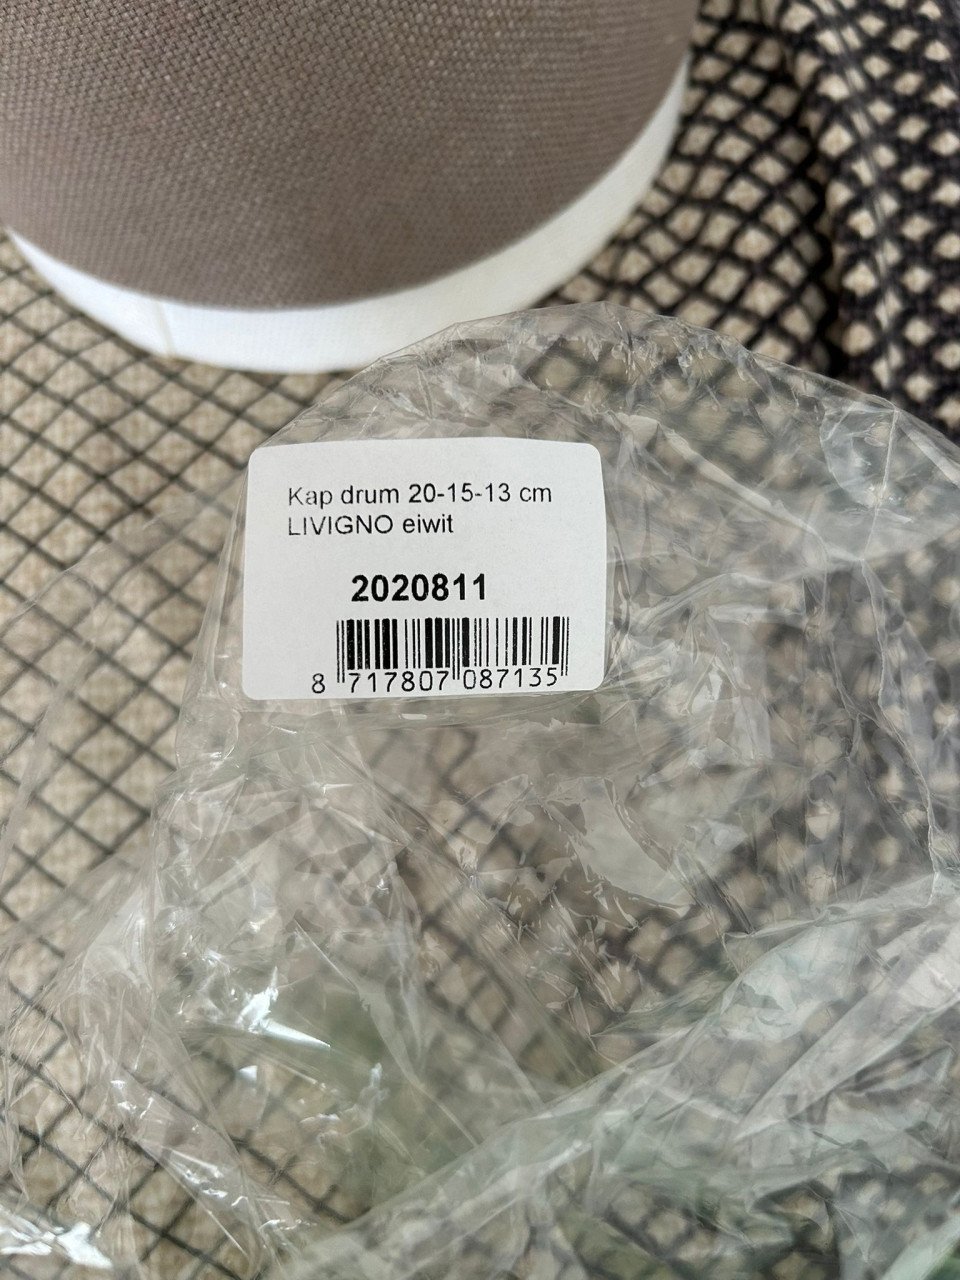 Kap drum 20-15-13 cm
LIVIGNO eiwit
2020811
8 717807 087135